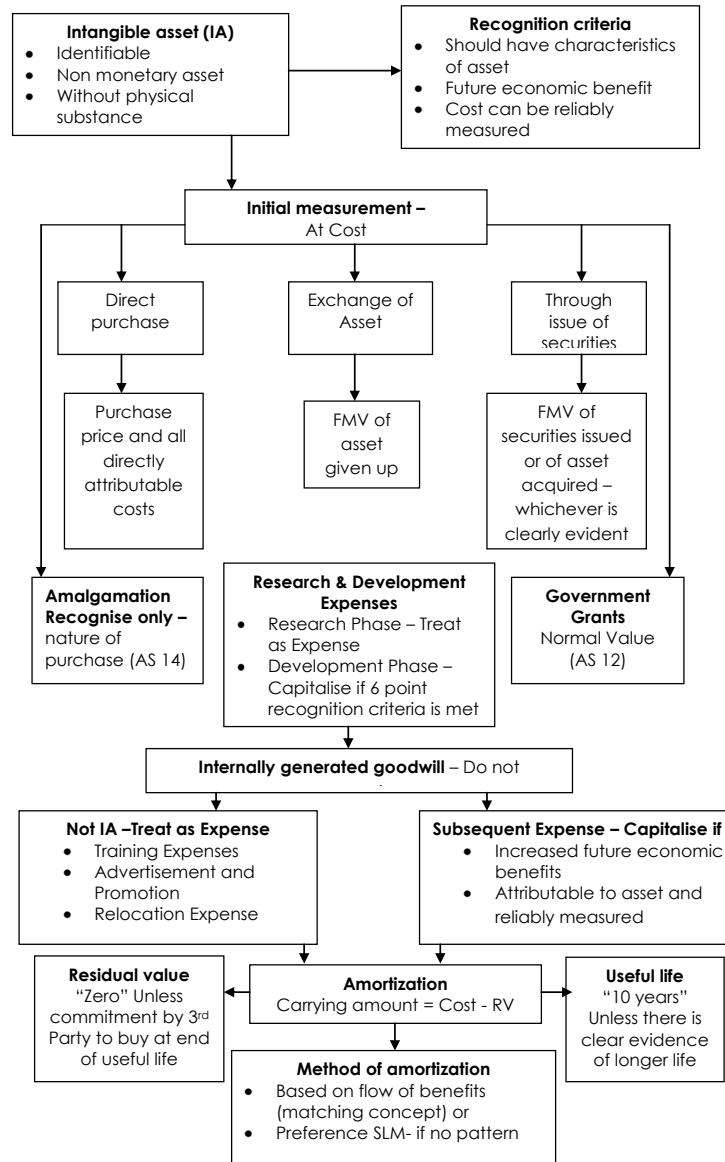 Intangible asset (IA)
• Identifiable
• Non monetary asset
• Without physical
substance
Recognition criteria
• Should have characteristics
of asset
• Future economic benefit
• Cost can be reliably
measured
Initial measurement –
At Cost
Direct
purchase
Exchange of
Asset
Through
issue of
securities
Purchase
price and all
directly
attributable
costs
FMV of
asset
given up
FMV of
securities issued
or of asset
acquired –
whichever is
clearly evident
Amalgamation
Recognise only –
nature of
purchase (AS 14)
Research & Development
Expenses
• Research Phase – Treat
as Expense
• Development Phase –
Capitalise if 6 point
recognition criteria is met
Government
Grants
Normal Value
(AS 12)
Internally generated goodwill – Do not
Not IA –Treat as Expense
• Training Expenses
• Advertisement and
Promotion
• Relocation Expense
Subsequent Expense – Capitalise if
• Increased future economic
benefits
• Attributable to asset and
reliably measured
Residual value
“Zero” Unless
commitment by 3rd
Party to buy at end
of useful life
Amortization
Carrying amount = Cost - RV
Useful life
“10 years”
Unless there is
clear evidence
of longer life
Method of amortization
• Based on flow of benefits
(matching concept) or
• Preference SLM- if no pattern